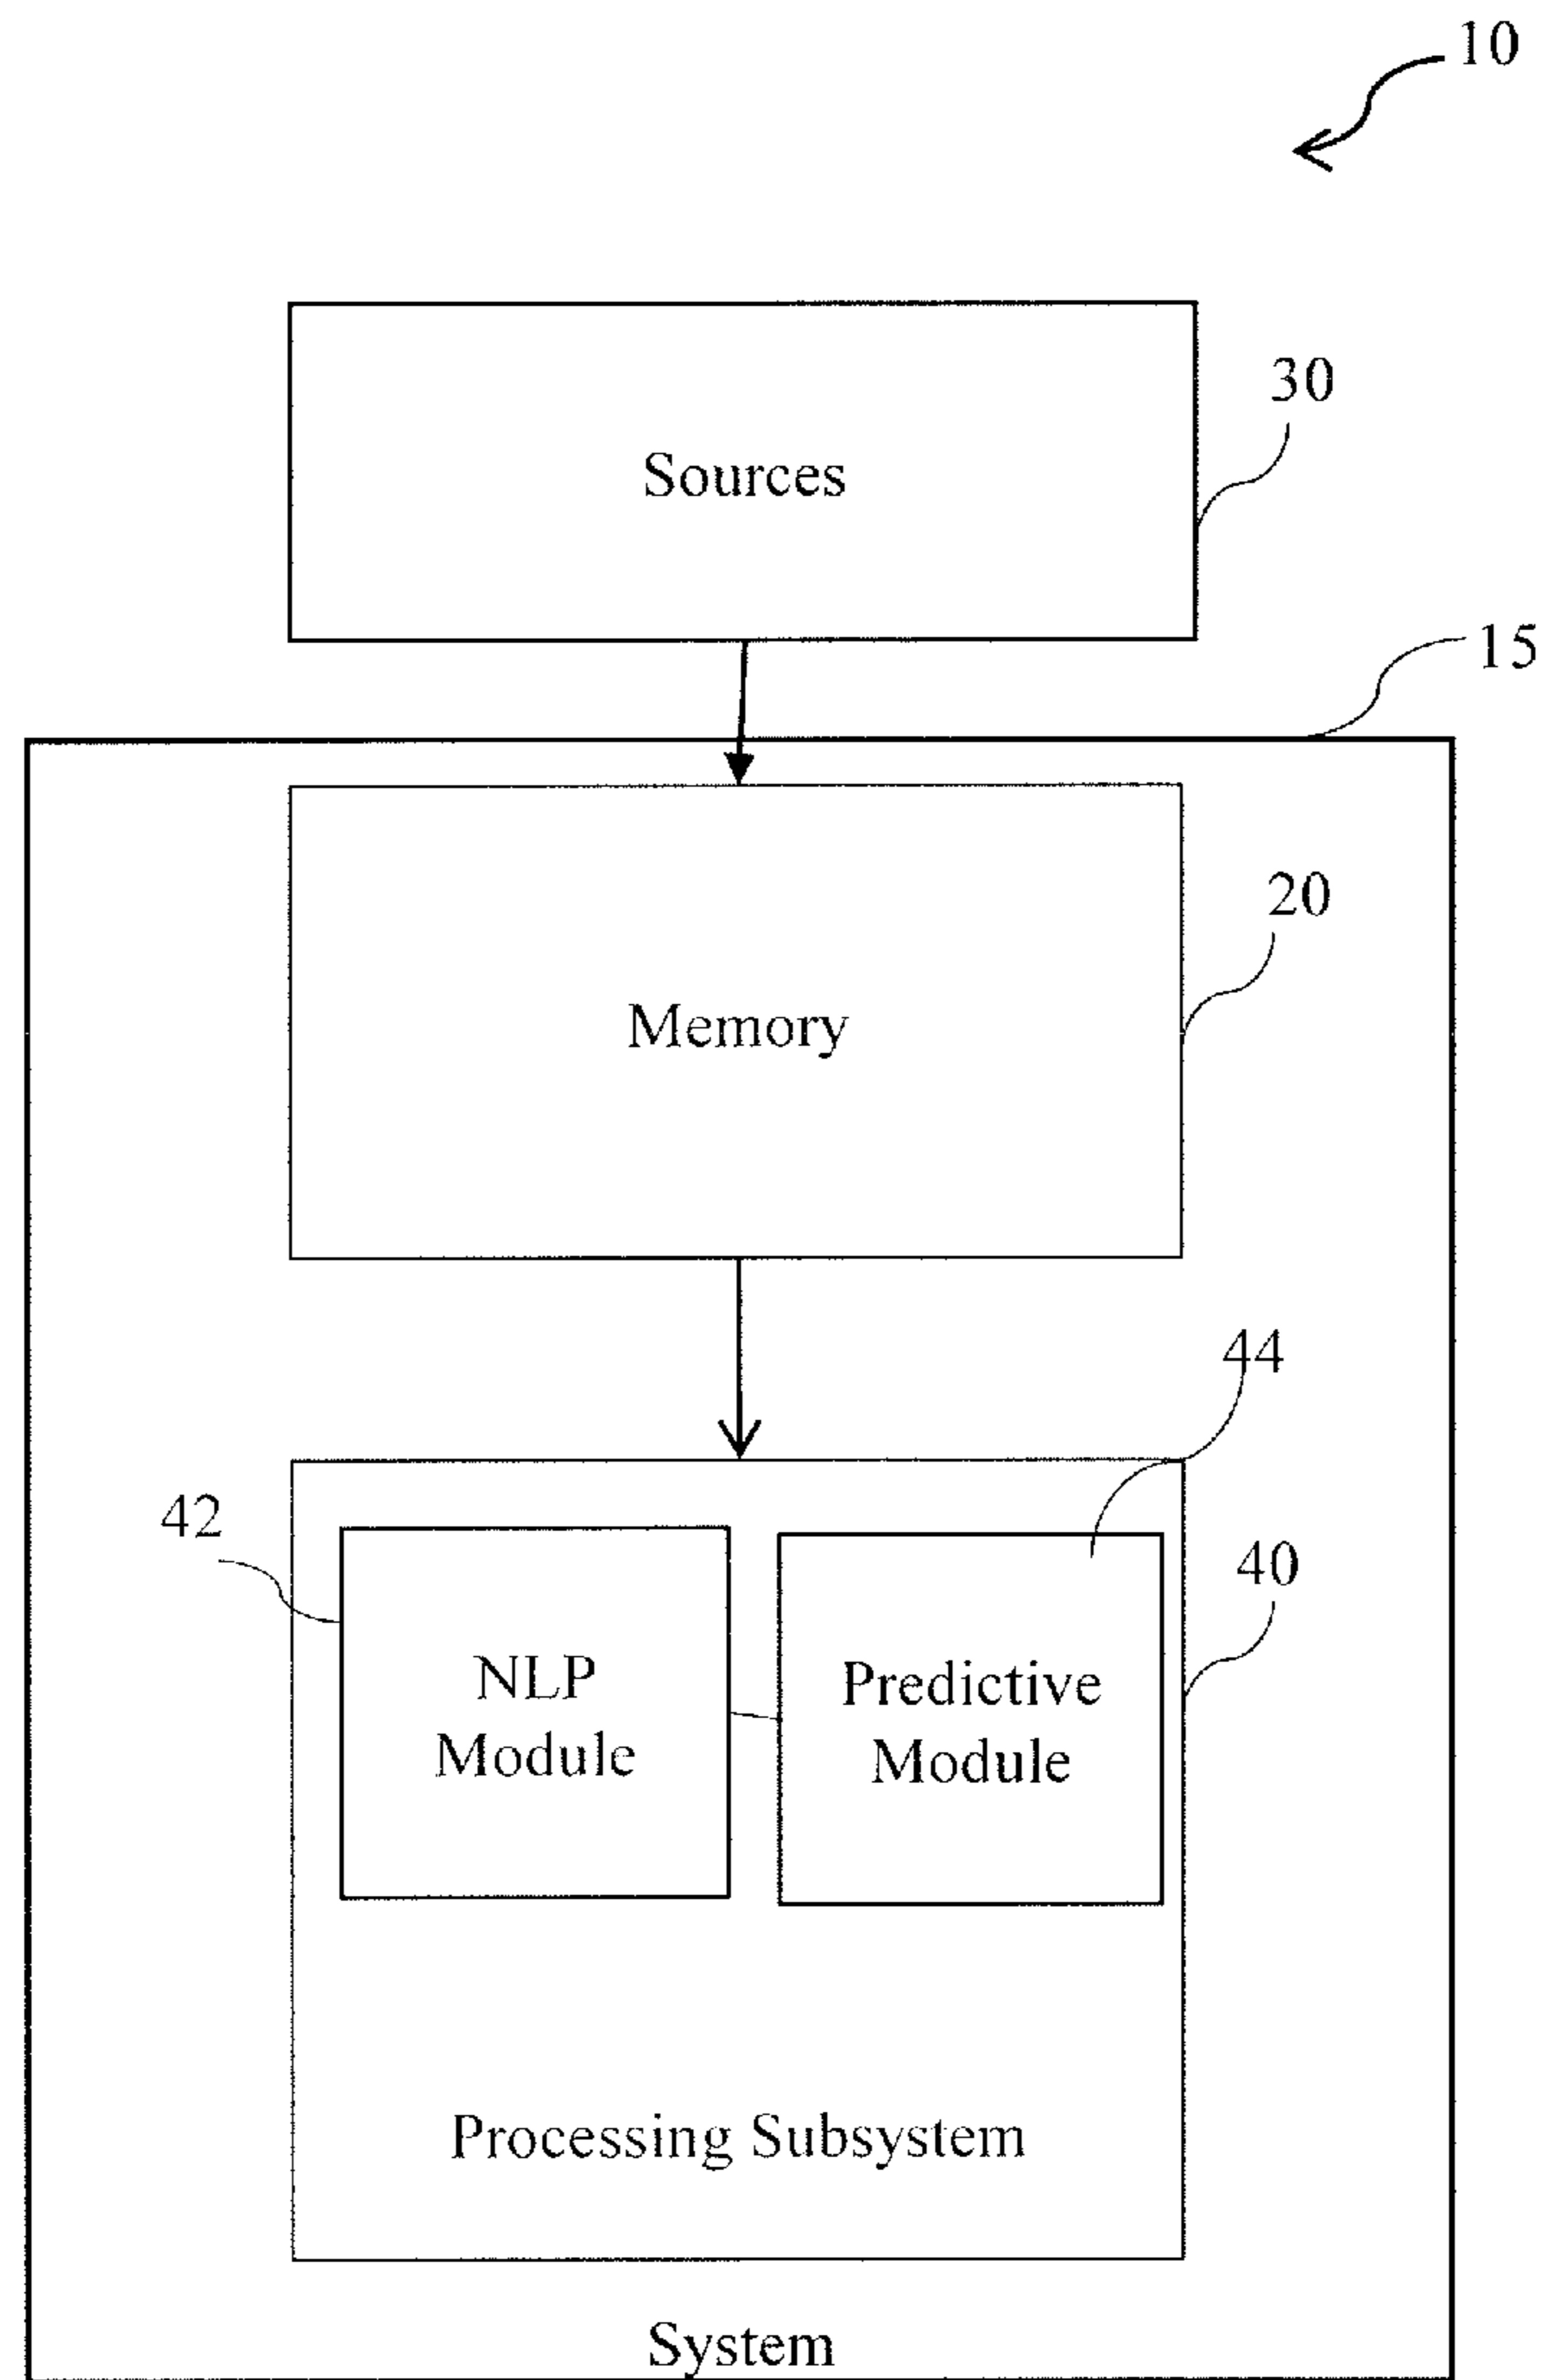 10
30
Sources
15
20
Memory
44
42
40
NLP
Module
Predictive
Module
Processing Subsystem
System